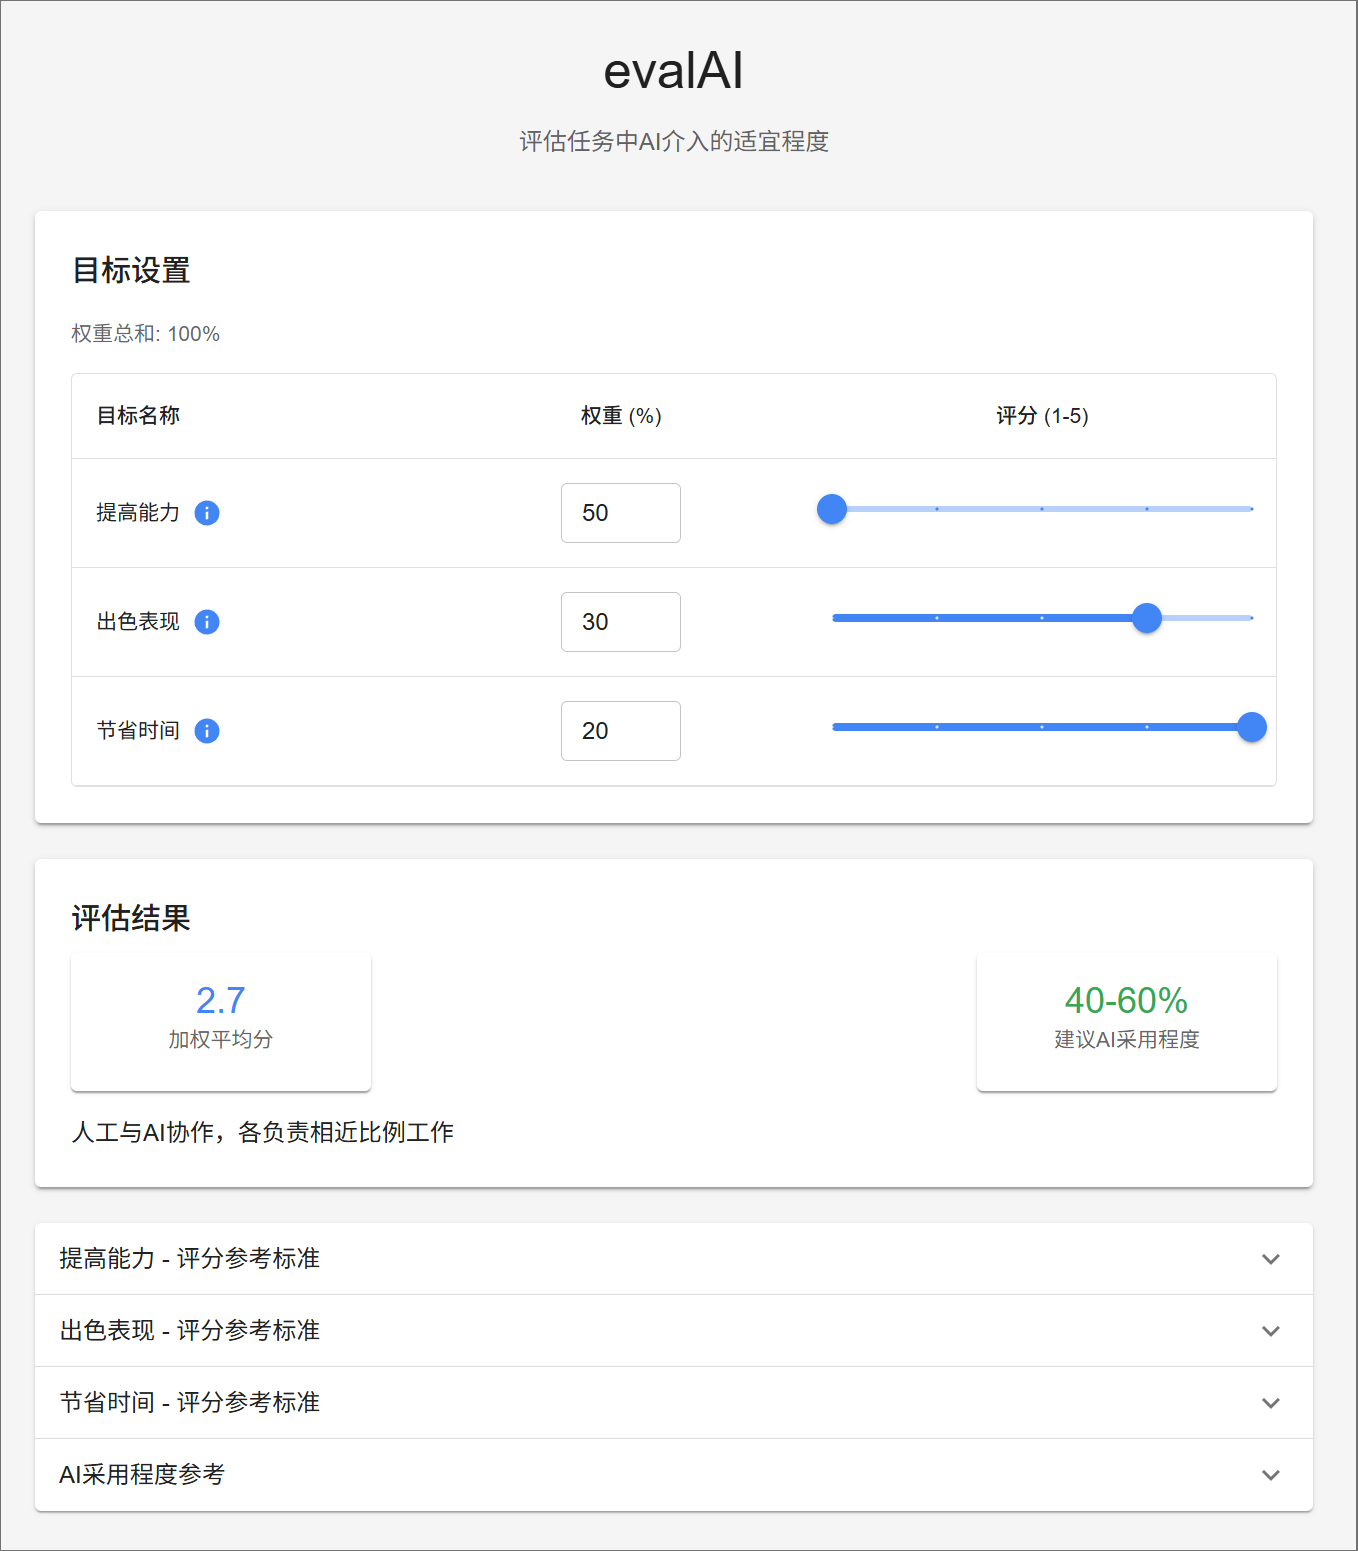 evalAI
评估任务中AI介入的适宜程度
目标设置
权重总和: 100%
目标名称 权重 (%) 评分 (1-5)
提高能力 50
出色表现 30
节省时间 20
评估结果
2.7 40-60%
加权平均分 建议AI采用程度
人工与AI协作，各负责相近比例工作
提高能力 - 评分参考标准
出色表现 - 评分参考标准
节省时间 - 评分参考标准
AI采用程度参考